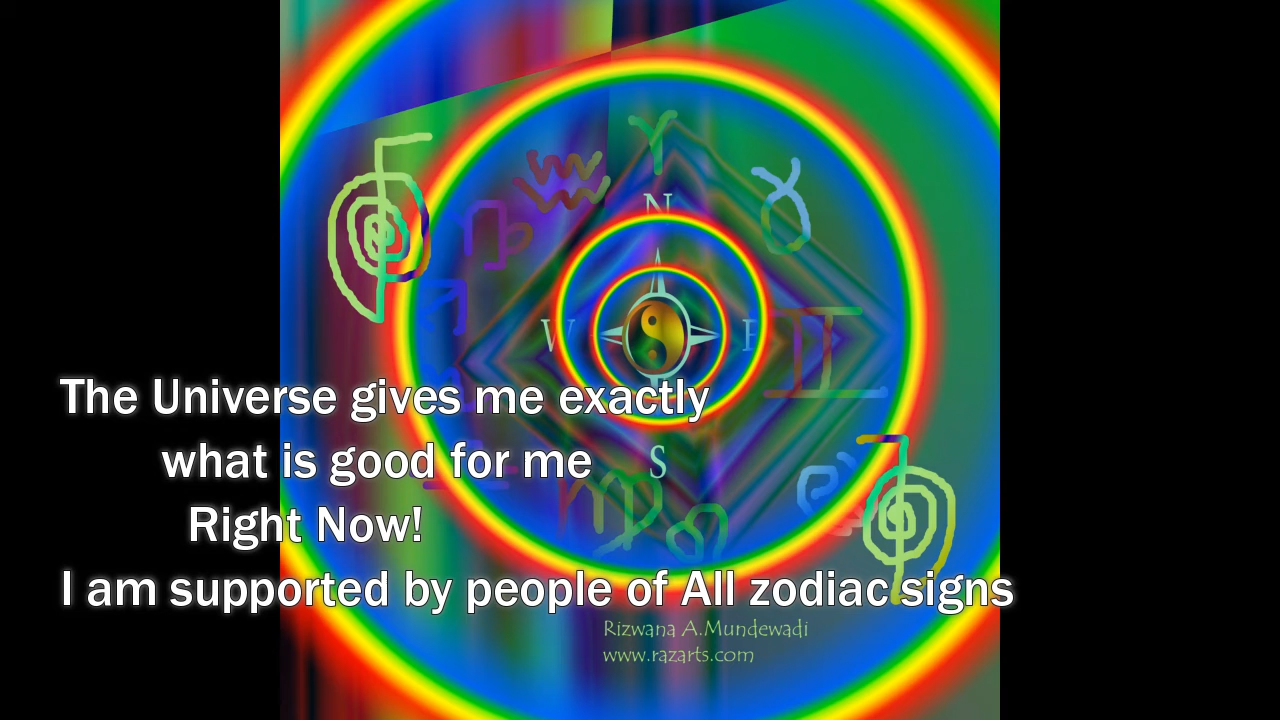 N
W E
The Universe gives me exactly
what is good for me
S
Right Now!
I am supported by people of All zodiac signs
Rizwana A.Mundewadi
www.razarts.com